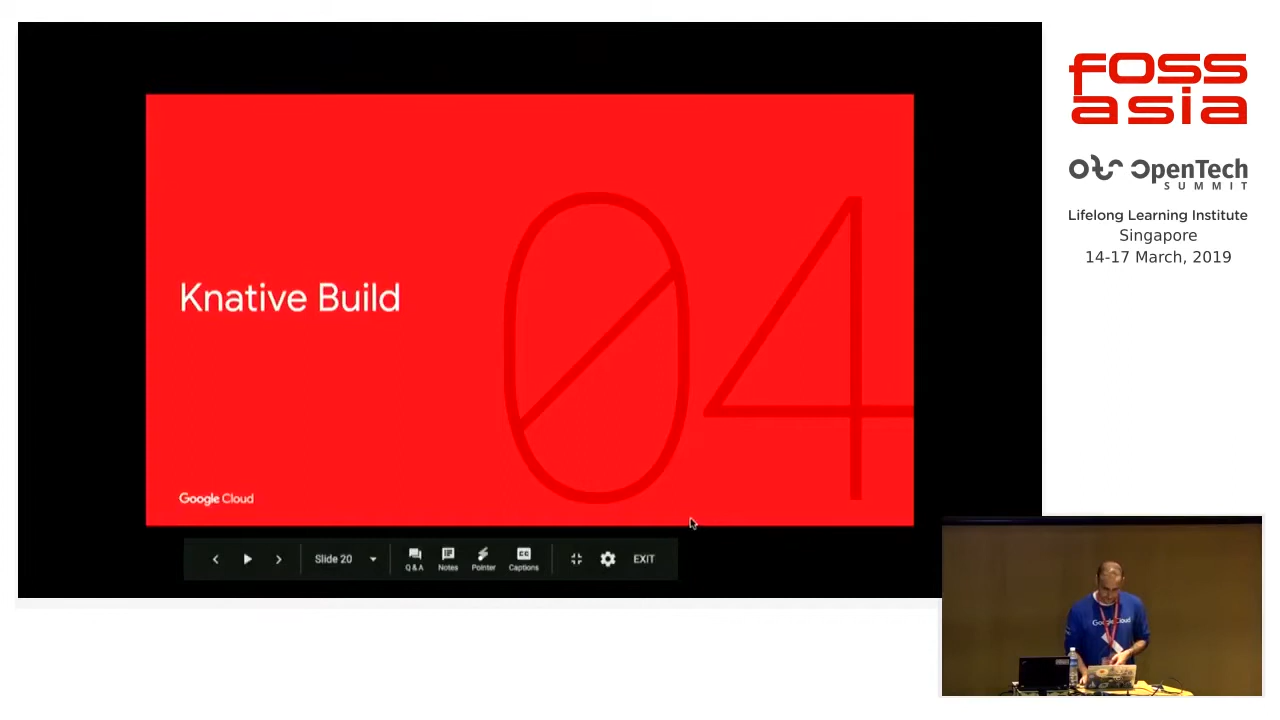 Knative Build
04
Google Cloud
Slide 20
Q & A
Notes
Pointer
CC
Captions
EXIT
fOSS
asia
OpenTech
SUMMIT
Lifelong Learning Institute
Singapore
14-17 March, 2019
Google Cloud